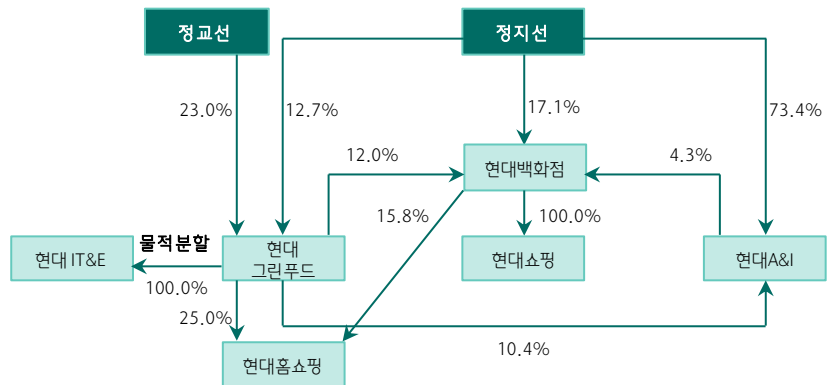 정교선
정지선
23.0%
12.7%
17.1%
73.4%
12.0%
현대백화점
4.3%
15.8%
100.0%
물적분할
현대 IT&E
현대
그린푸드
현대쇼핑
현대A&I
100.0%
25.0%
10.4%
현대홈쇼핑